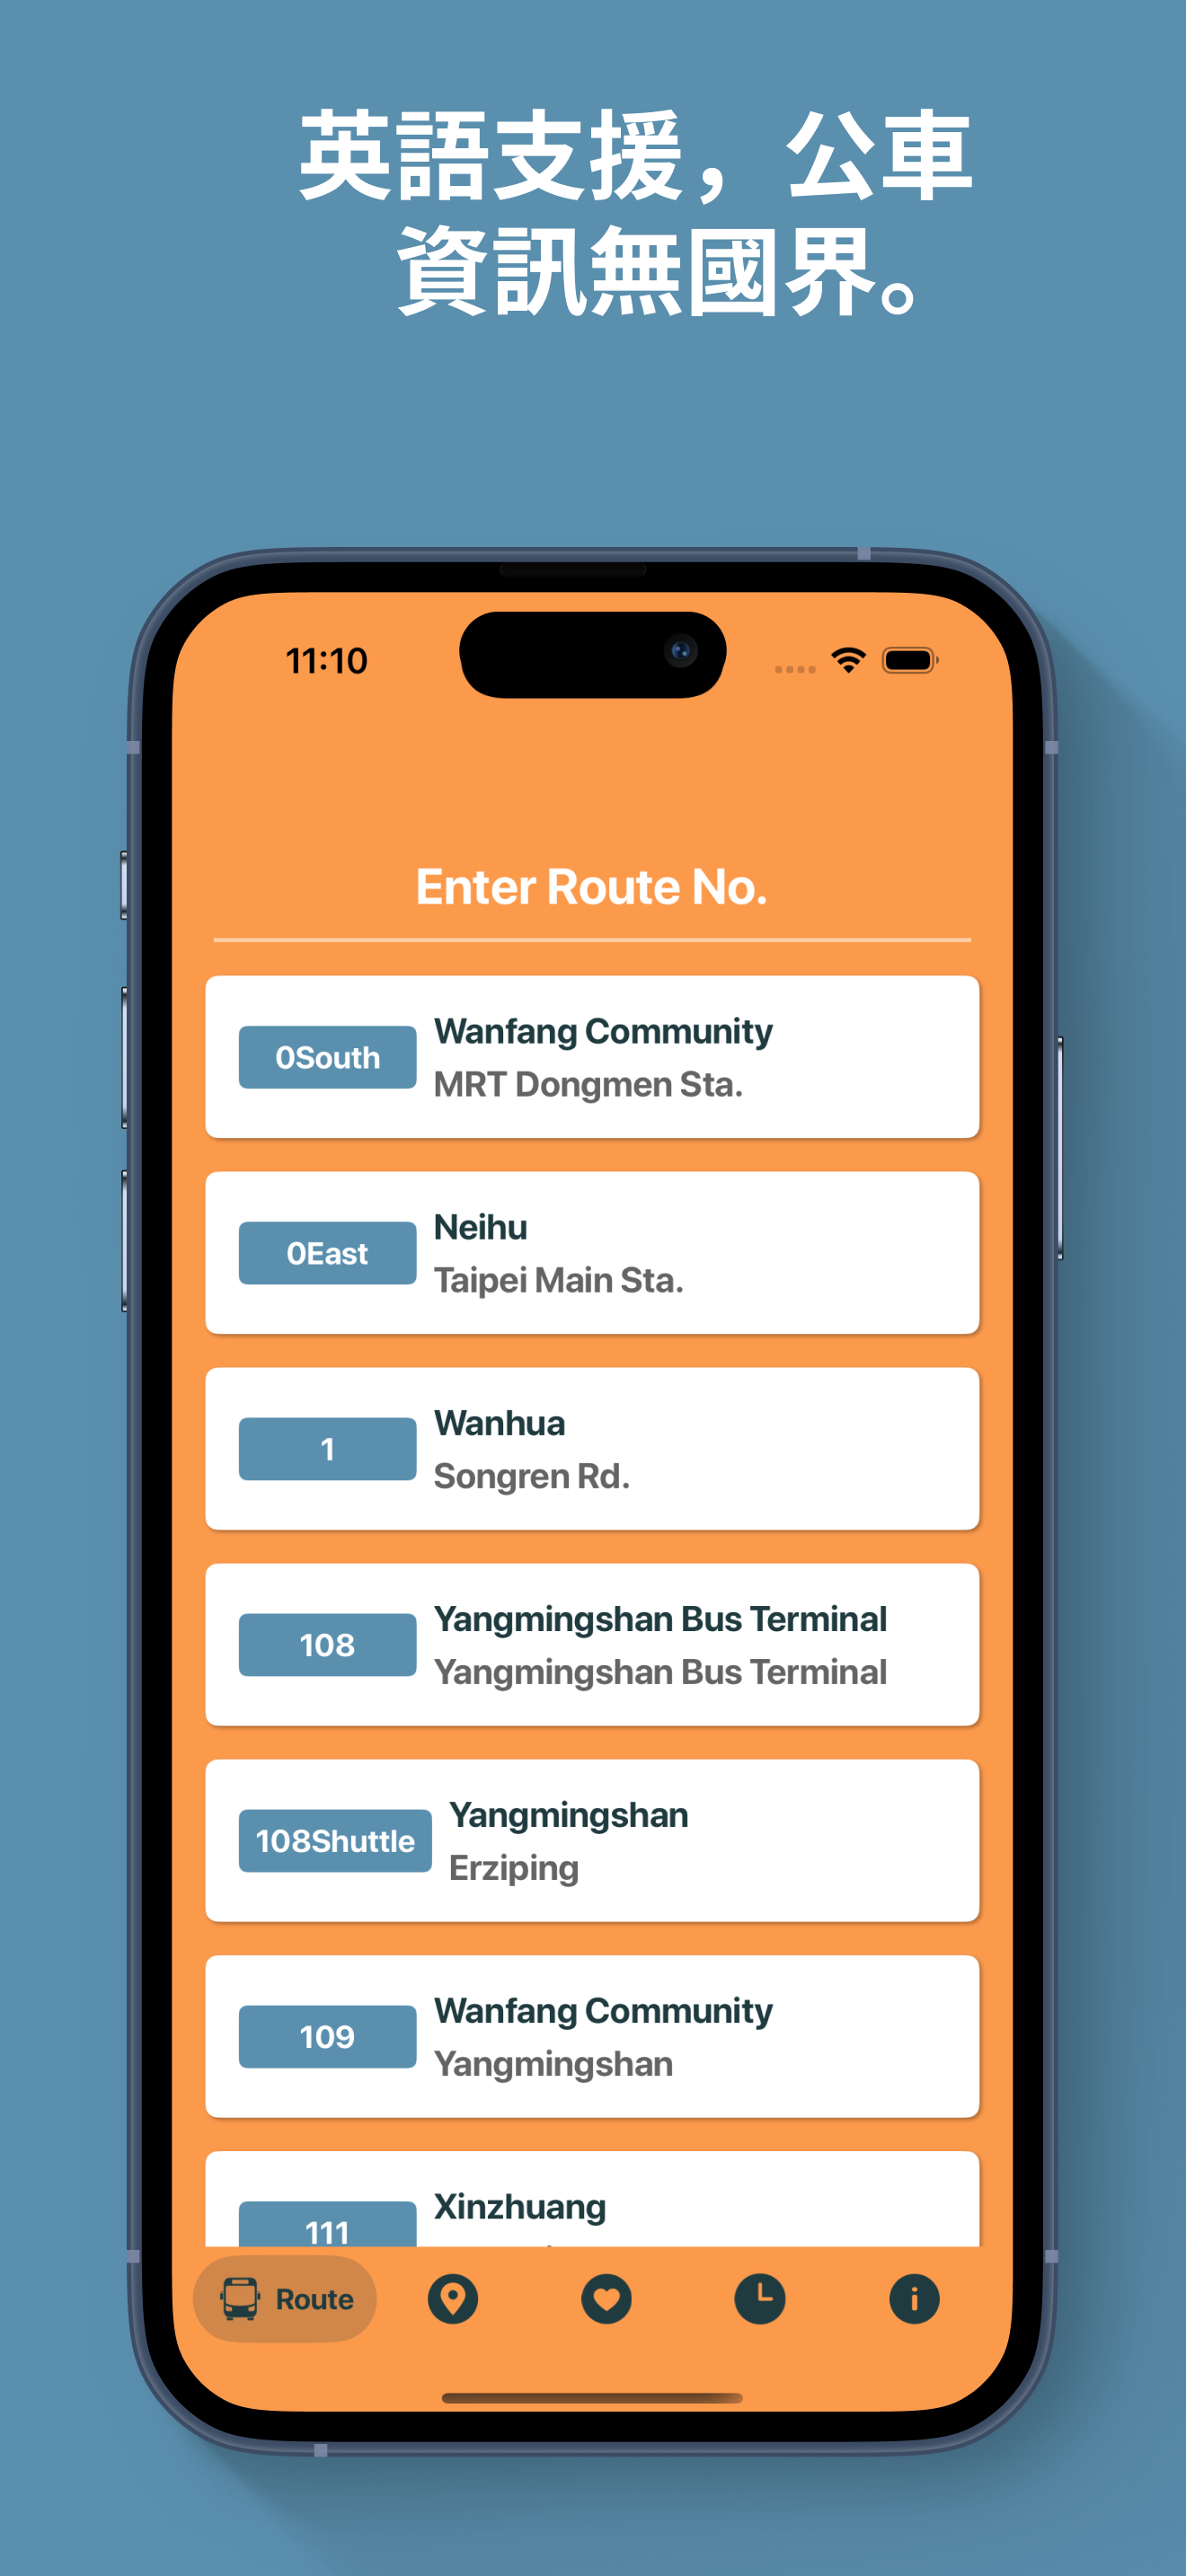 英語支援，公車
資訊無國界。
11:10
Enter Route No.
0South
Wanfang Community
MRT Dongmen Sta.
0East
Neihu
Taipei Main Sta.
1
Wanhua
Songren Rd.
108
Yangmingshan Bus Terminal
Yangmingshan Bus Terminal
108Shuttle
Yangmingshan
Erziping
109
Wanfang Community
Yangmingshan
111
Xinzhuang
Route